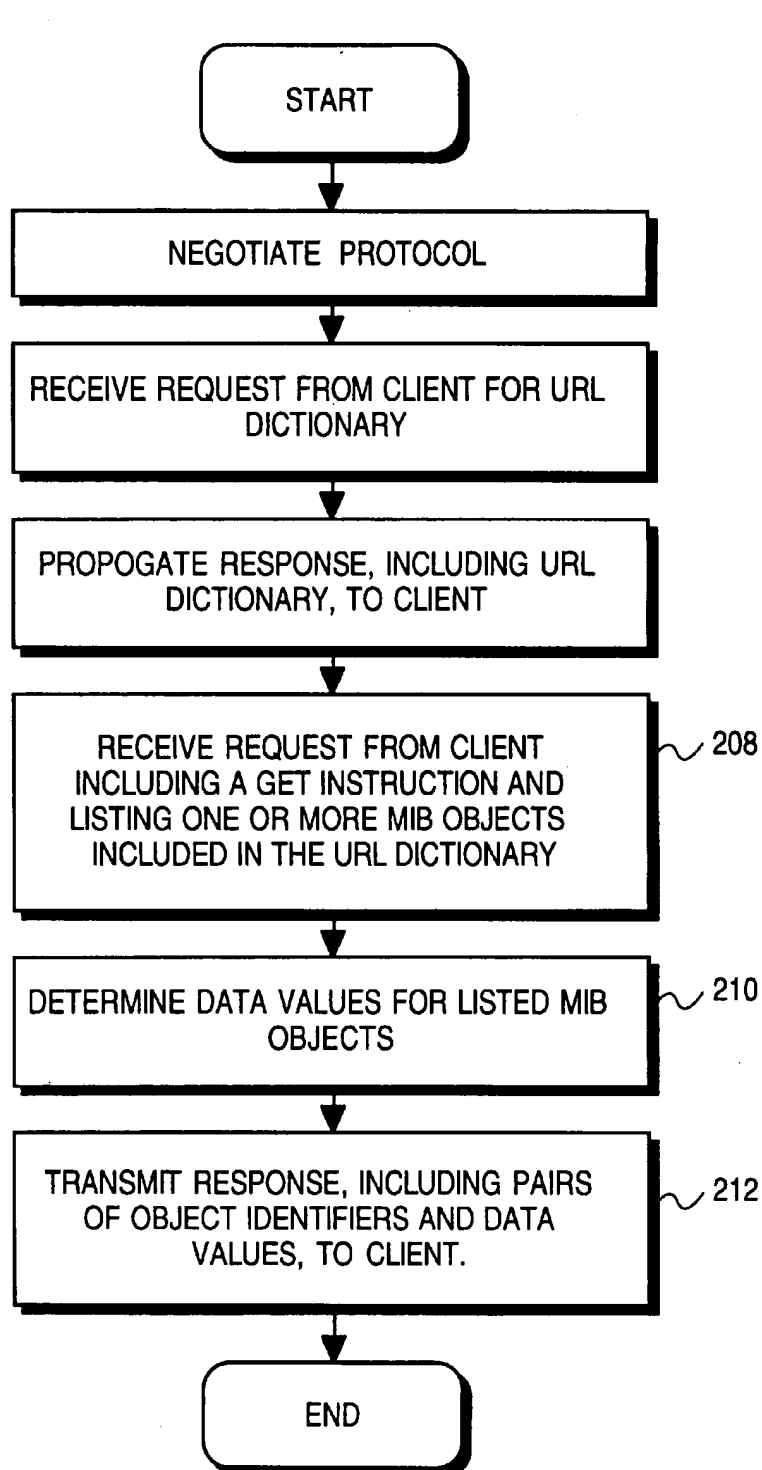 START
NEGOTIATE PROTOCOL
RECEIVE REQUEST FROM CLIENT FOR URL
DICTIONARY
PROPOGATE RESPONSE, INCLUDING URL
DICTIONARY, TO CLIENT
RECEIVE REQUEST FROM CLIENT
INCLUDING A GET INSTRUCTION AND
LISTING ONE OR MORE MIB OBJECTS
INCLUDED IN THE URL DICTIONARY
208
DETERMINE DATA VALUES FOR LISTED MIB
OBJECTS
210
TRANSMIT RESPONSE, INCLUDING PAIRS
OF OBJECT IDENTIFIERS AND DATA
VALUES, TO CLIENT.
212
END